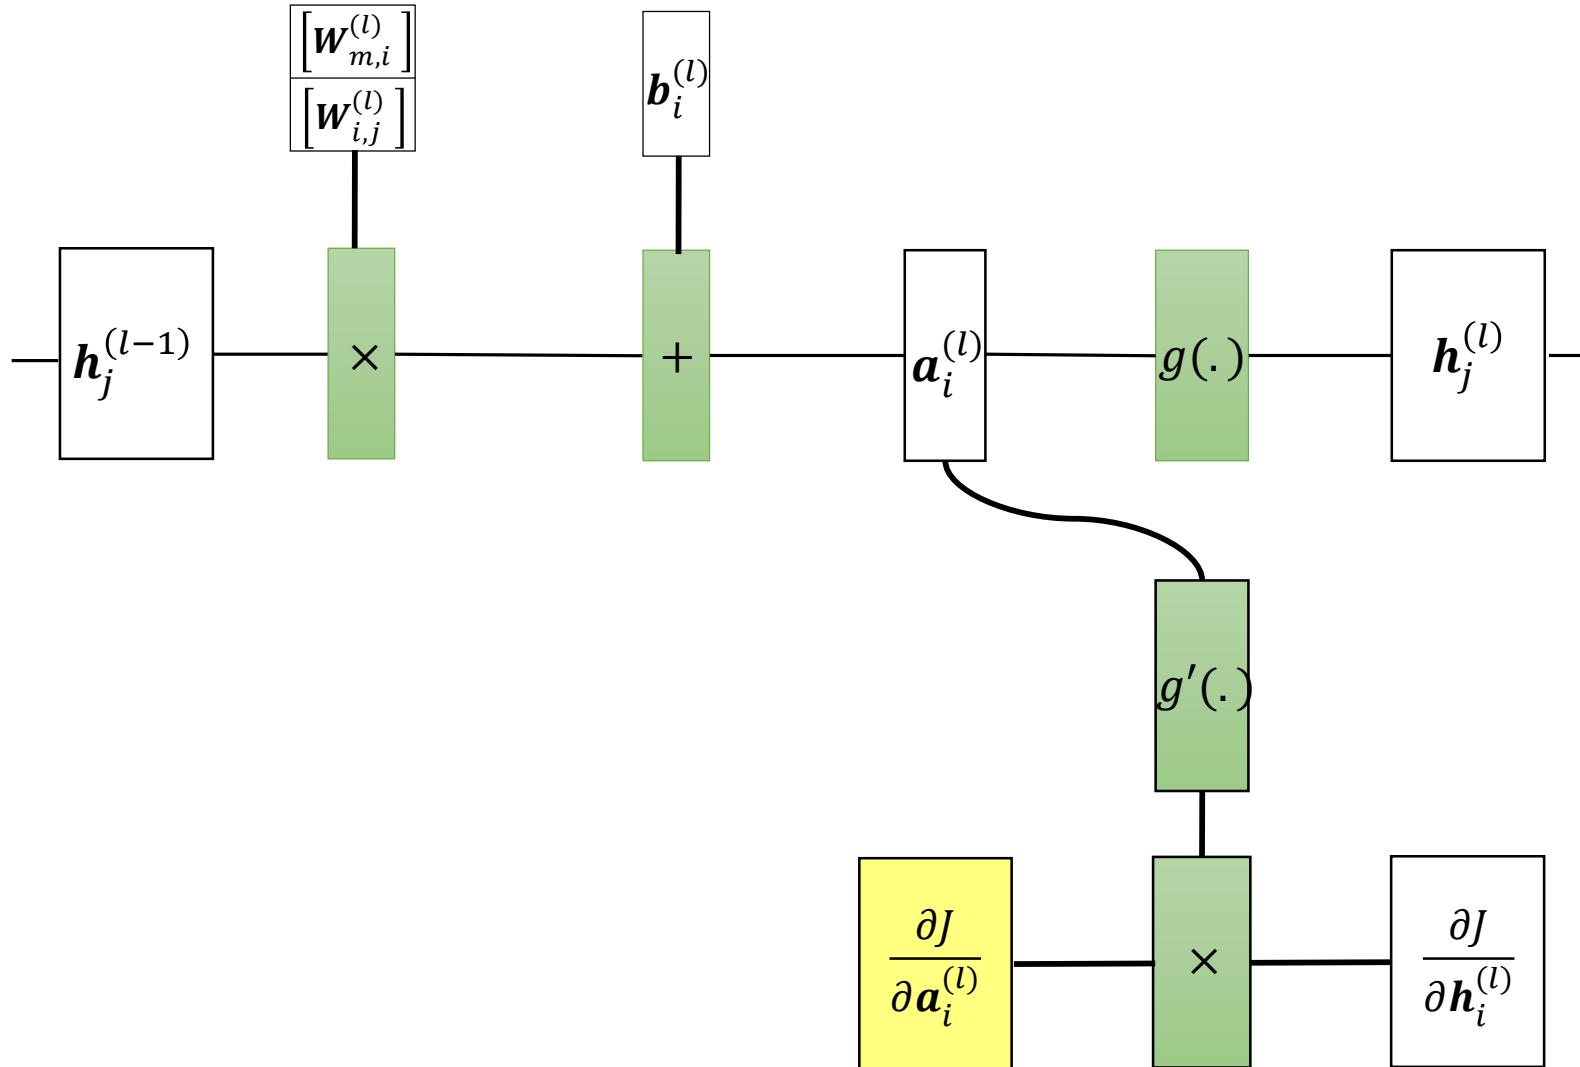 [𝑾_{m,i}^{(l)}]
[𝑾_{i,j}^{(l)}]
𝒃_i^{(l)}
𝒉_j^{(l−1)}
×
+
𝒂_i^{(l)}
g(.)
𝒉_j^{(l)}
g′(.)
∂J
∂𝒂_i^{(l)}
×
∂J
∂𝒉_i^{(l)}